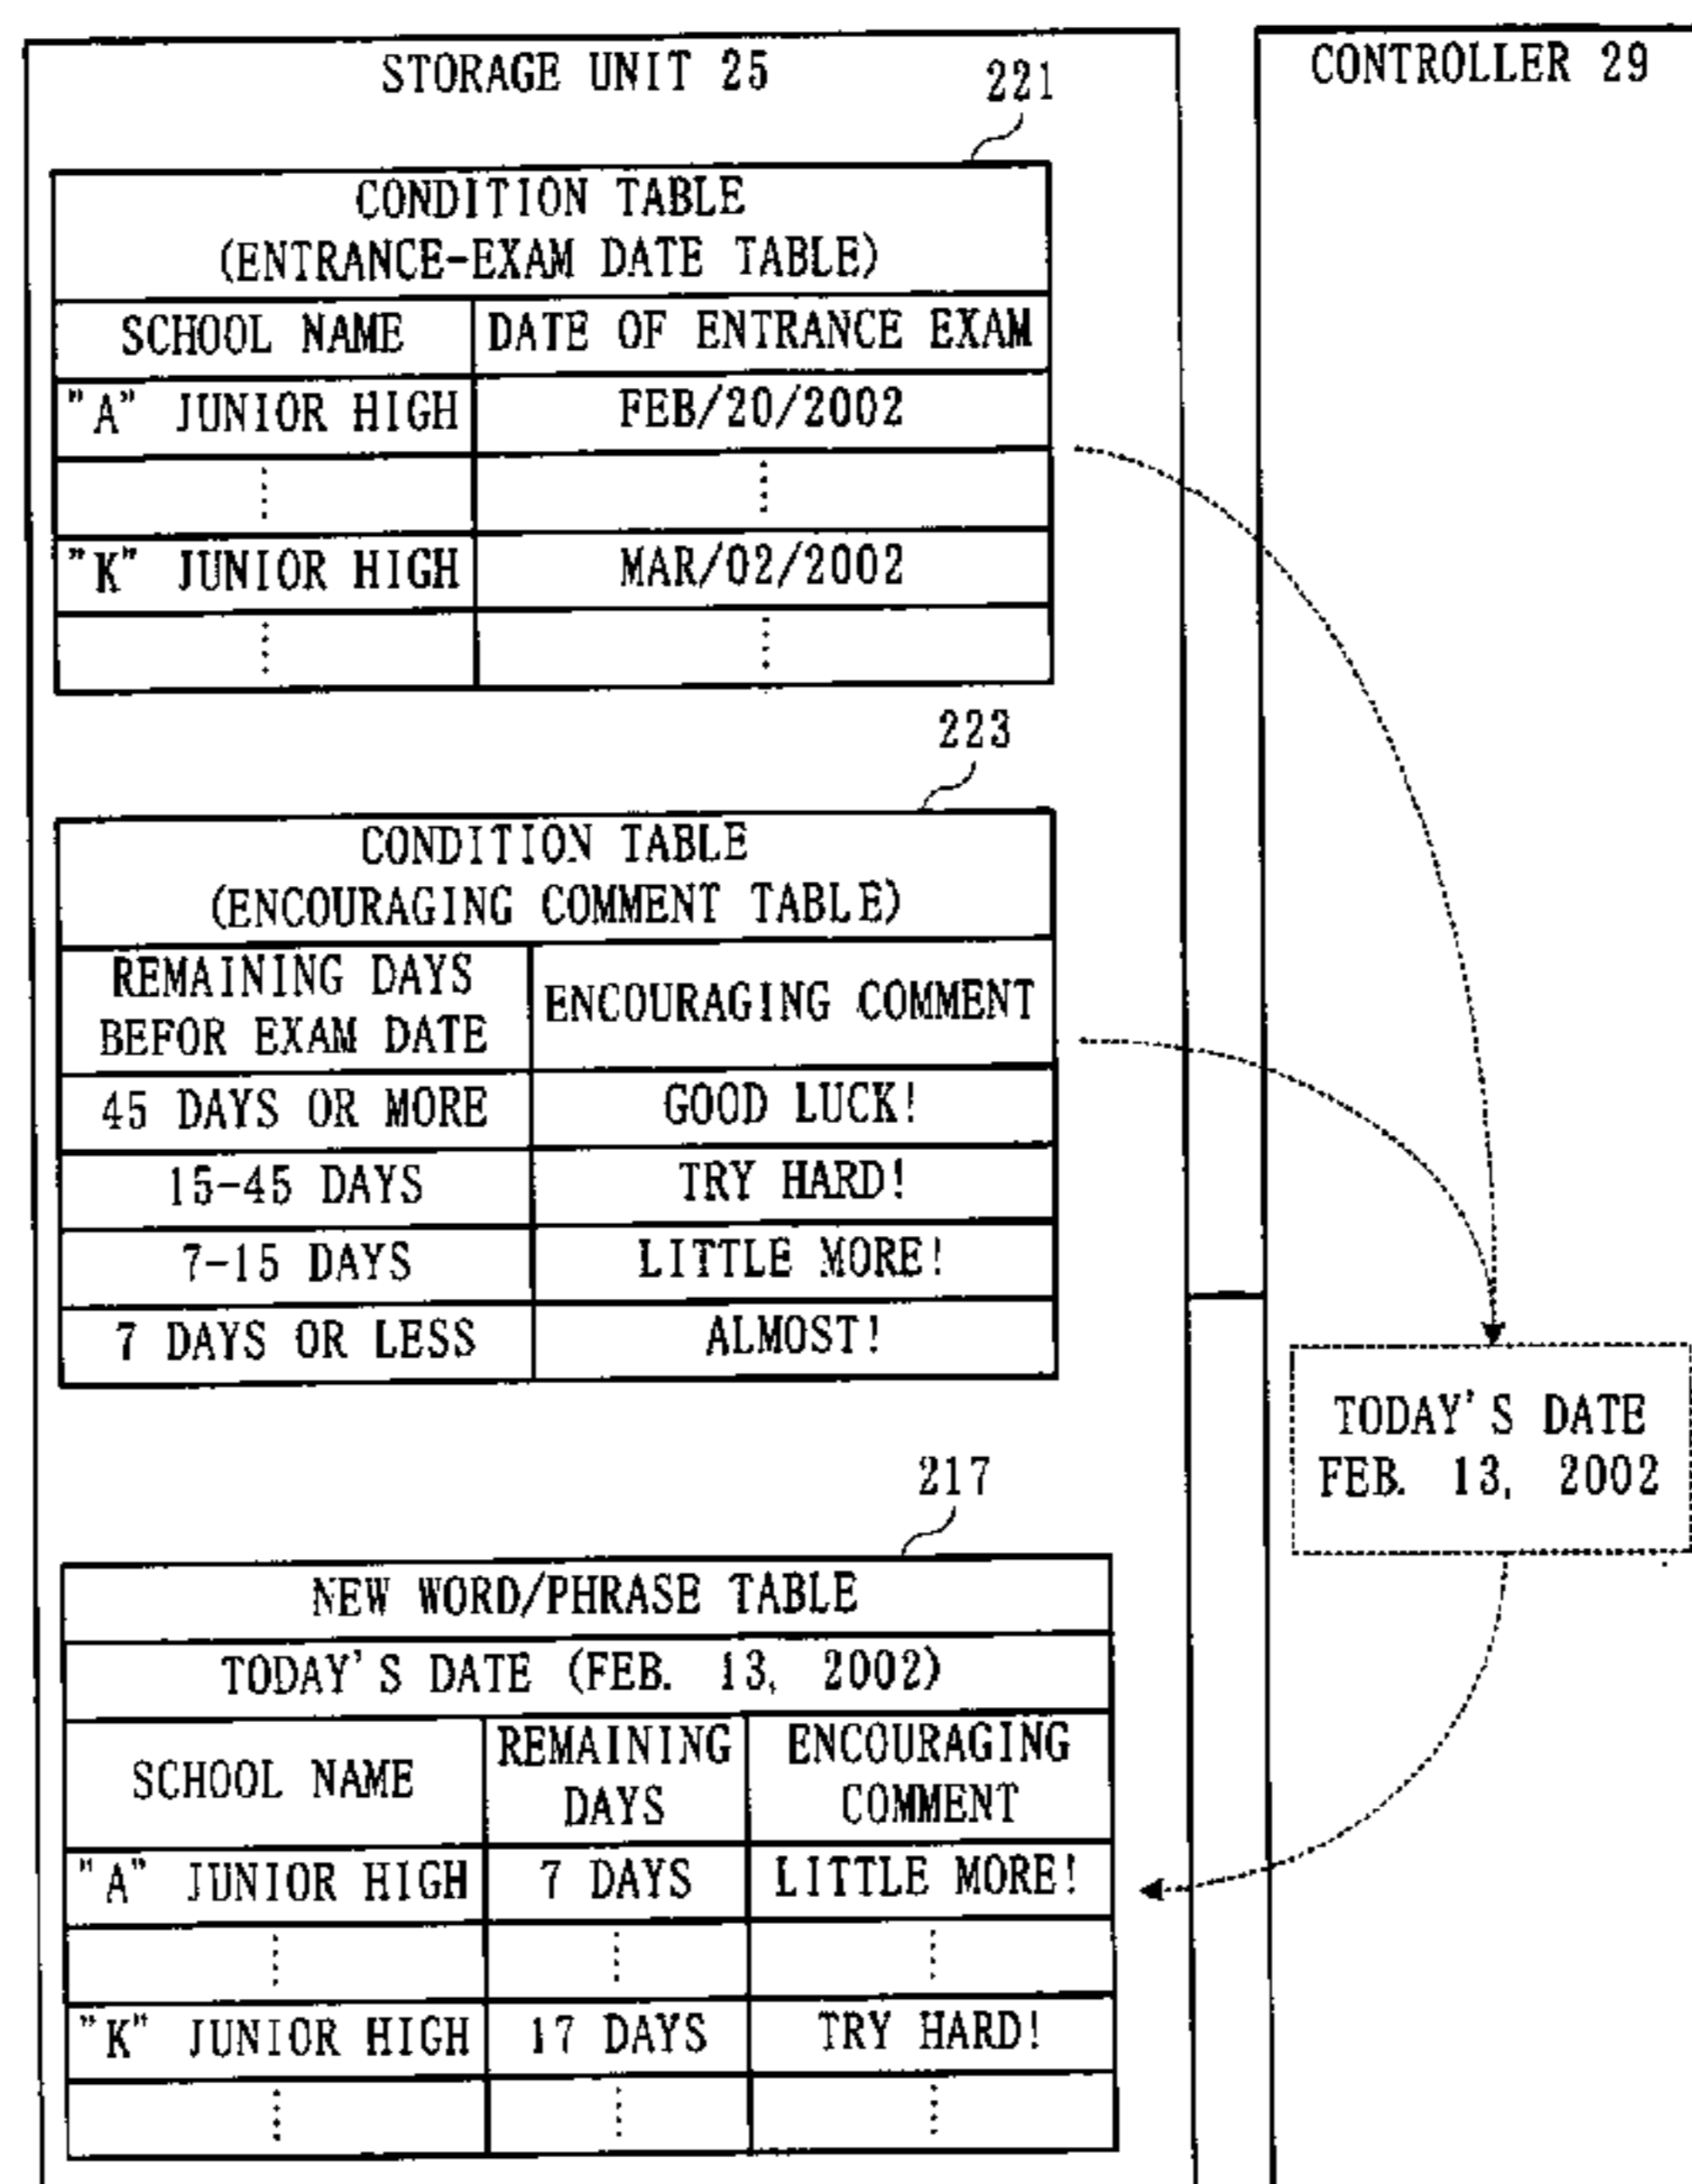 STORAGE UNIT 25
221
CONDITION TABLE
(ENTRANCE-EXAM DATE TABLE)
SCHOOL NAME DATE OF ENTRANCE EXAM
"A" JUNIOR HIGH FEB/20/2002
"K" JUNIOR HIGH MAR/02/2002
223
CONDITION TABLE
(ENCOURAGING COMMENT TABLE)
REMAINING DAYS
BEFOR EXAM DATE
ENCOURAGING COMMENT
45 DAYS OR MORE GOOD LUCK!
15-45 DAYS TRY HARD!
7-15 DAYS LITTLE MORE!
7 DAYS OR LESS ALMOST!
217
NEW WORD/PHRASE TABLE
TODAY'S DATE (FEB. 13, 2002)
SCHOOL NAME
REMAINING
DAYS
ENCOURAGING
COMMENT
"A" JUNIOR HIGH 7 DAYS LITTLE MORE!
"K" JUNIOR HIGH 17 DAYS TRY HARD!
CONTROLLER 29
TODAY'S DATE
FEB. 13, 2002